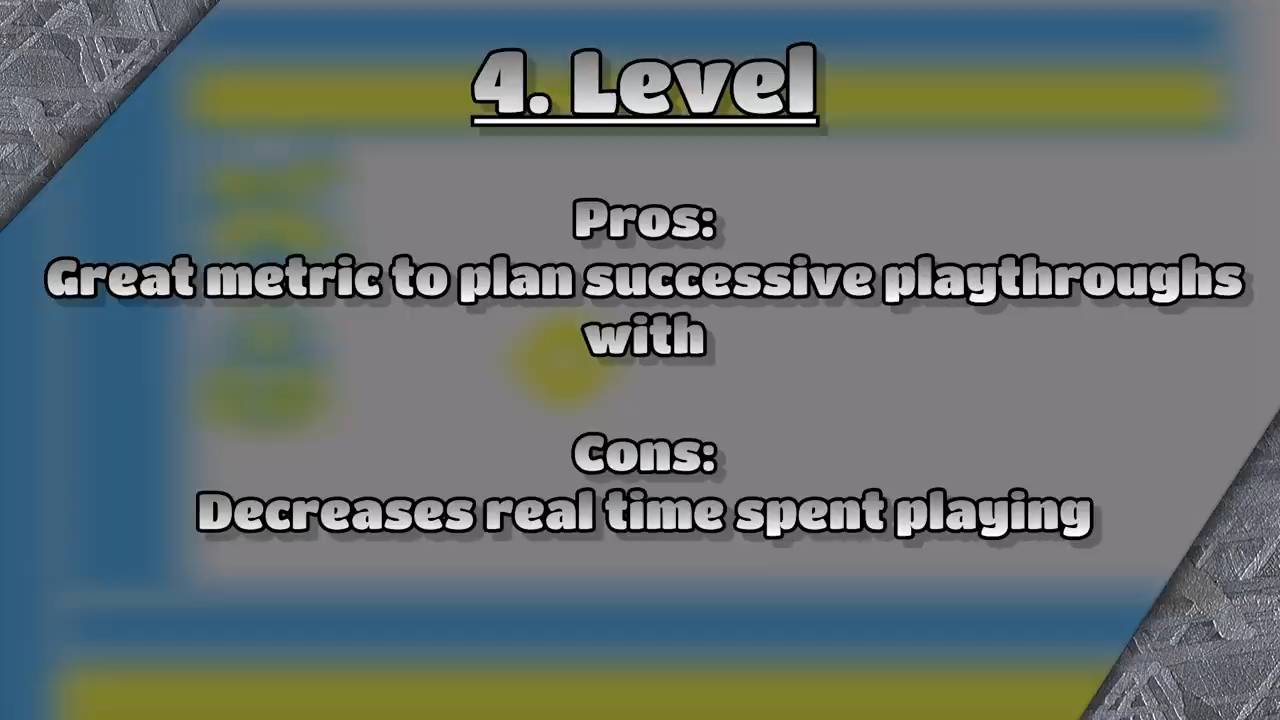 4. Level
Pros:
Great metric to plan successive playthroughs
with
Cons:
Decreases real time spent playing